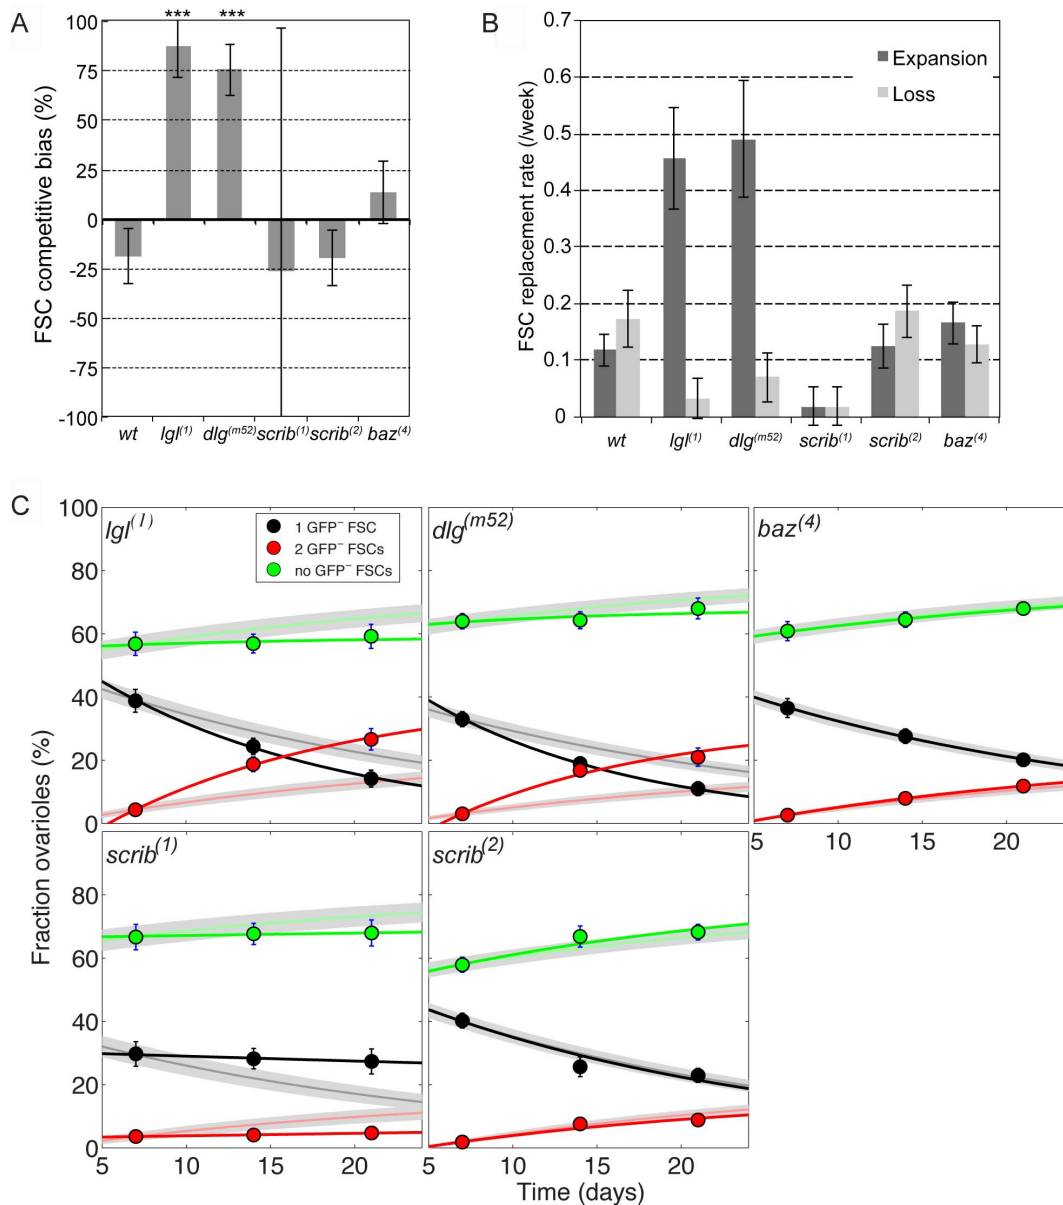 A
FSC competitive bias (%)
100
75
50
25
0
-25
-50
-75
-100
*** ***
wt lgl(1) dlg(m52) scrib(1) scrib(2) baz(4)
B
FSC replacement rate (/week)
0.7
0.6
0.5
0.4
0.3
0.2
0.1
0
Expansion
Loss
wt lgl(1) dlg(m52) scrib(1) scrib(2) baz(4)
C
Fraction ovarioles (%)
100
80
60
40
20
0
lgl(1)
1 GFP⁻ FSC
2 GFP⁻ FSCs
no GFP⁻ FSCs
dlg(m52)
baz(4)
5 10 15 20
80
60
40
20
0
scrib(1)
scrib(2)
5 10 15 20
5 10 15 20
Time (days)